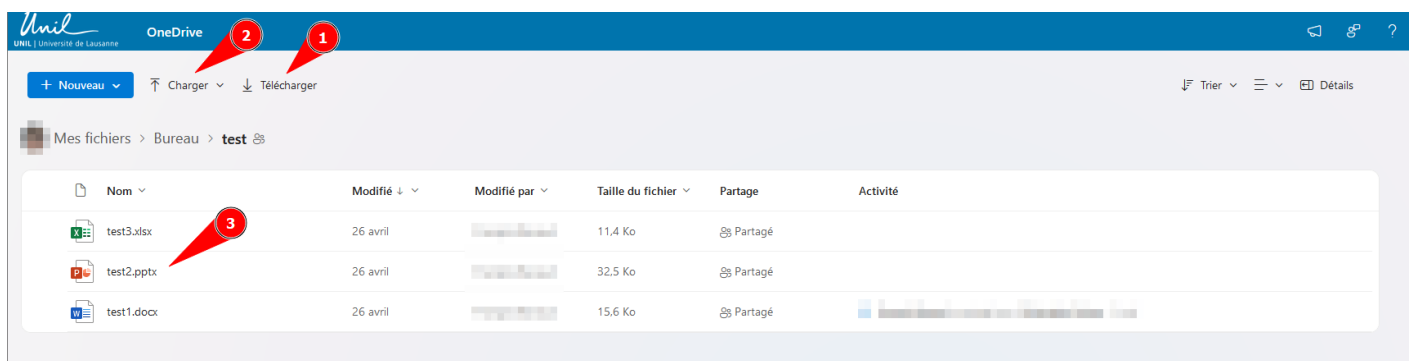 Unil
UNIL | Université de Lausanne
OneDrive
2
1
?
+ Nouveau
Charger
Télécharger
Trier
Détails
Mes fichiers > Bureau > test
Nom
Modifié ↓
Modifié par
Taille du fichier
Partage
Activité
3
test3.xlsx 26 avril 11,4 Ko Partagé
test2.pptx 26 avril 32,5 Ko Partagé
test1.docx 26 avril 15,6 Ko Partagé